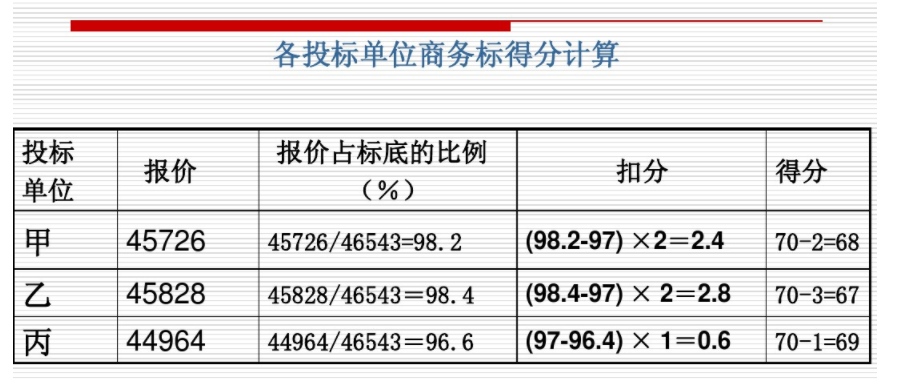 各投标单位商务标得分计算
投标
单位
报价
报价占标底的比例
（%）
扣分
得分
甲 45726 45726/46543=98.2 (98.2-97) ×2＝2.4 70-2=68
乙 45828 45828/46543＝98.4 (98.4-97) × 2＝2.8 70-3=67
丙 44964 44964/46543＝96.6 (97-96.4) × 1＝0.6 70-1=69